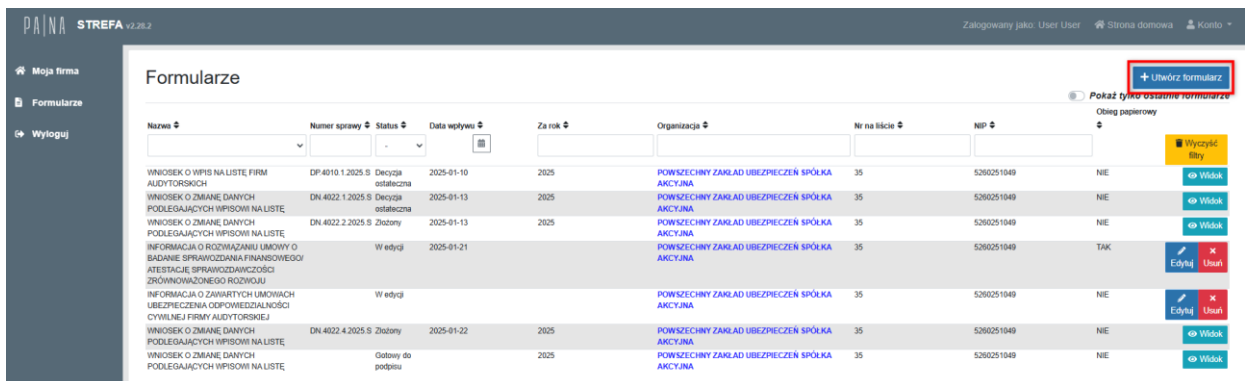 PA|NA STREFA v2.28.2 Zalogowany jako: User User Strona domowa Konto
Moja firma
Formularze
Wyloguj
Formularze
+ Utwórz formularz
Pokaż tylko ostatnie formularze
Nazwa Numer sprawy Status Data wpływu Za rok Organizacja Nr na liście NIP Obieg papierowy
-
Wyczyść
filtry
WNIOSEK O WPIS NA LISTĘ FIRM
AUDYTORSKICH
DP.4010.1.2025.S
Decyzja
ostateczna
2025-01-10
2025
POWSZECHNY ZAKŁAD UBEZPIECZEŃ SPÓŁKA
AKCYJNA
35
5260251049
NIE
Widok
WNIOSEK O ZMIANĘ DANYCH
PODLEGAJĄCYCH WPISOWI NA LISTĘ
DN.4022.1.2025.S
Decyzja
ostateczna
2025-01-13
2025
POWSZECHNY ZAKŁAD UBEZPIECZEŃ SPÓŁKA
AKCYJNA
35
5260251049
NIE
Widok
WNIOSEK O ZMIANĘ DANYCH
PODLEGAJĄCYCH WPISOWI NA LISTĘ
DN.4022.2.2025.S
Złożony
2025-01-13
2025
POWSZECHNY ZAKŁAD UBEZPIECZEŃ SPÓŁKA
AKCYJNA
35
5260251049
NIE
Widok
INFORMACJA O ROZWIĄZANIU UMOWY O
BADANIE SPRAWOZDANIA FINANSOWEGO/
ATESTACJĘ SPRAWOZDAWCZOŚCI
ZRÓWNOWAŻONEGO ROZWOJU
W edycji
2025-01-21
POWSZECHNY ZAKŁAD UBEZPIECZEŃ SPÓŁKA
AKCYJNA
35
5260251049
TAK
Edytuj
Usuń
INFORMACJA O ZAWARTYCH UMOWACH
UBEZPIECZENIA ODPOWIEDZIALNOŚCI
CYWILNEJ FIRMY AUDYTORSKIEJ
W edycji
POWSZECHNY ZAKŁAD UBEZPIECZEŃ SPÓŁKA
AKCYJNA
35
5260251049
NIE
Edytuj
Usuń
WNIOSEK O ZMIANĘ DANYCH
PODLEGAJĄCYCH WPISOWI NA LISTĘ
DN.4022.4.2025.S
Złożony
2025-01-22
2025
POWSZECHNY ZAKŁAD UBEZPIECZEŃ SPÓŁKA
AKCYJNA
35
5260251049
NIE
Widok
WNIOSEK O ZMIANĘ DANYCH
PODLEGAJĄCYCH WPISOWI NA LISTĘ
Gotowy do
podpisu
2025
POWSZECHNY ZAKŁAD UBEZPIECZEŃ SPÓŁKA
AKCYJNA
35
5260251049
NIE
Widok